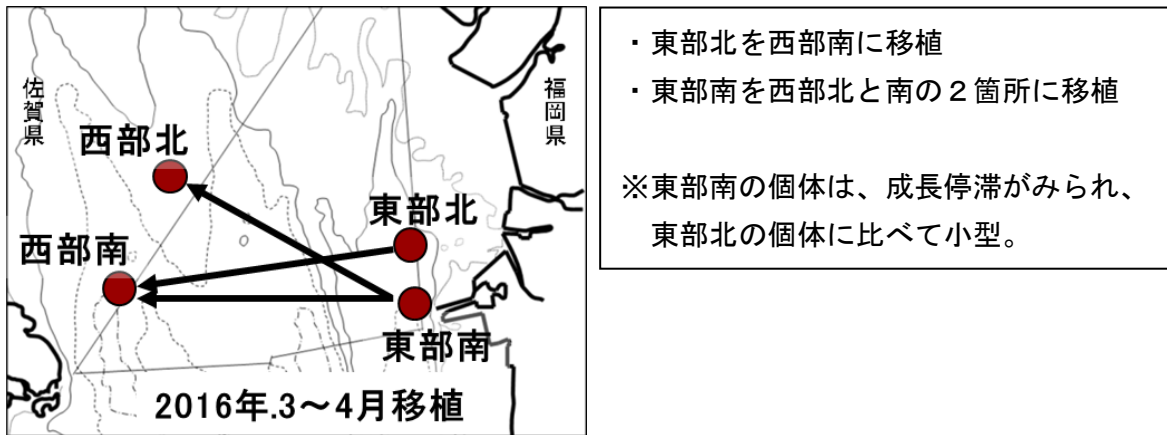 佐賀県
福岡県
西部北
東部北
西部南
東部南
2016年.3～4月移植
・東部北を西部南に移植
・東部南を西部北と南の２箇所に移植
※東部南の個体は、成長停滞がみられ、
東部北の個体に比べて小型。